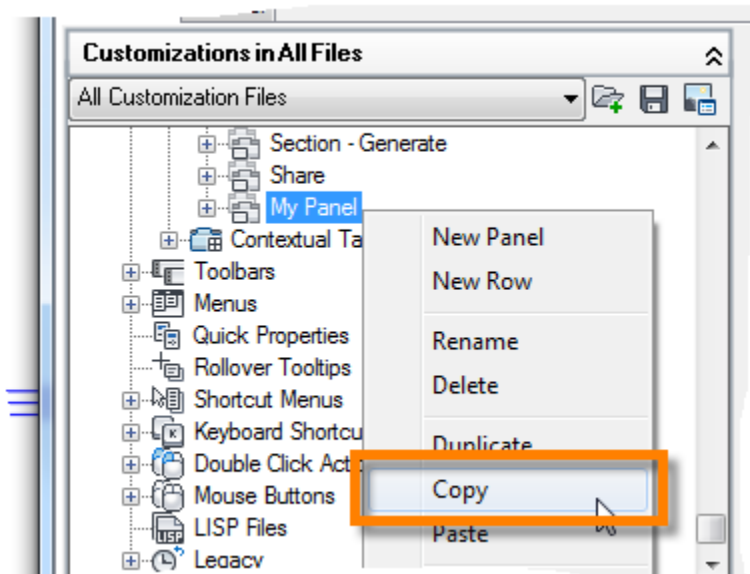 Customizations in All Files
All Customization Files
Section - Generate
Share
My Panel
Contextual Ta
Toolbars
Menus
Quick Properties
Rollover Tooltips
Shortcut Menus
Keyboard Shortcu
Double Click Actio
Mouse Buttons
LISP Files
Legacy
New Panel
New Row
Rename
Delete
Duplicate
Copy
Paste